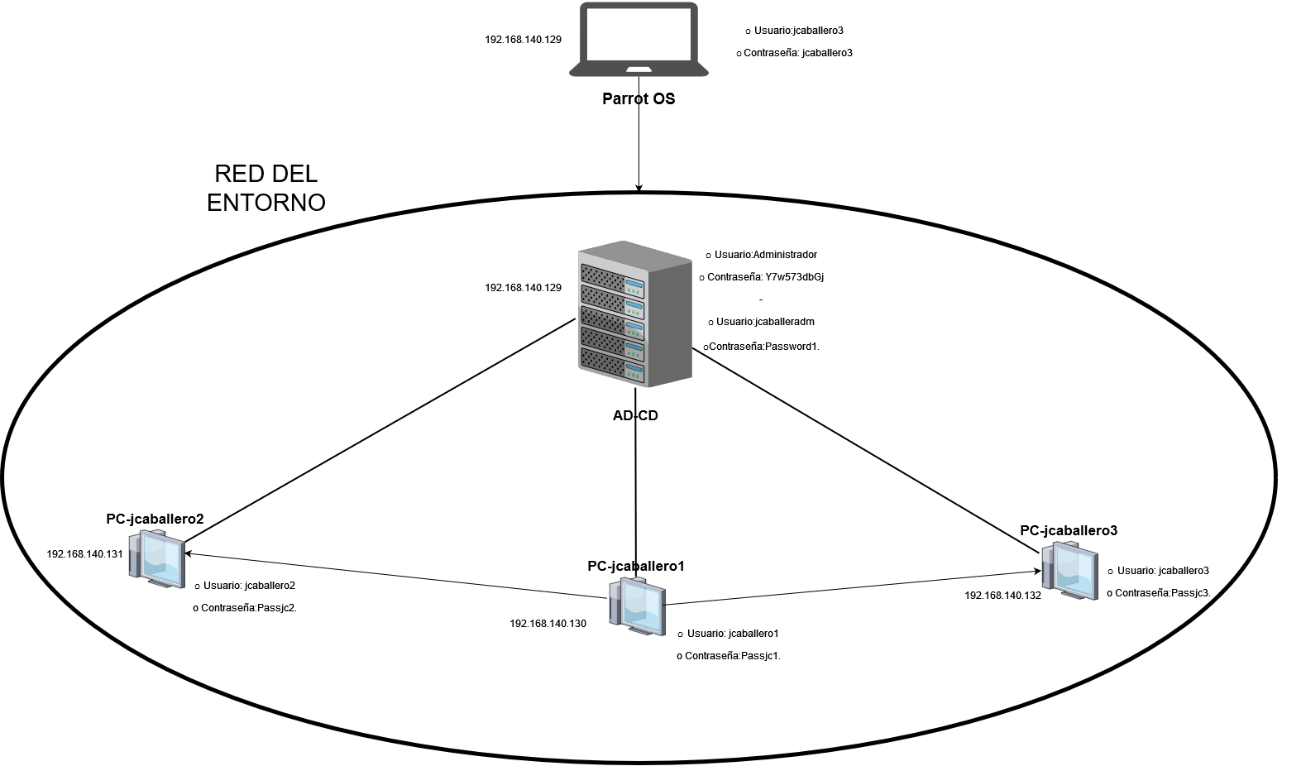 192.168.140.129
o Usuario:jcaballero3
o Contraseña: jcaballero3
Parrot OS
RED DEL
ENTORNO
192.168.140.129
o Usuario:Administrador
o Contraseña: Y7w573dbGj
-
o Usuario:jcaballeradm
oContraseña:Password1.
AD-CD
PC-jcaballero2
192.168.140.131
o Usuario: jcaballero2
o Contraseña:Passjc2.
PC-jcaballero1
192.168.140.130
o Usuario: jcaballero1
o Contraseña:Passjc1.
PC-jcaballero3
192.168.140.132
o Usuario: jcaballero3
o Contraseña:Passjc3.